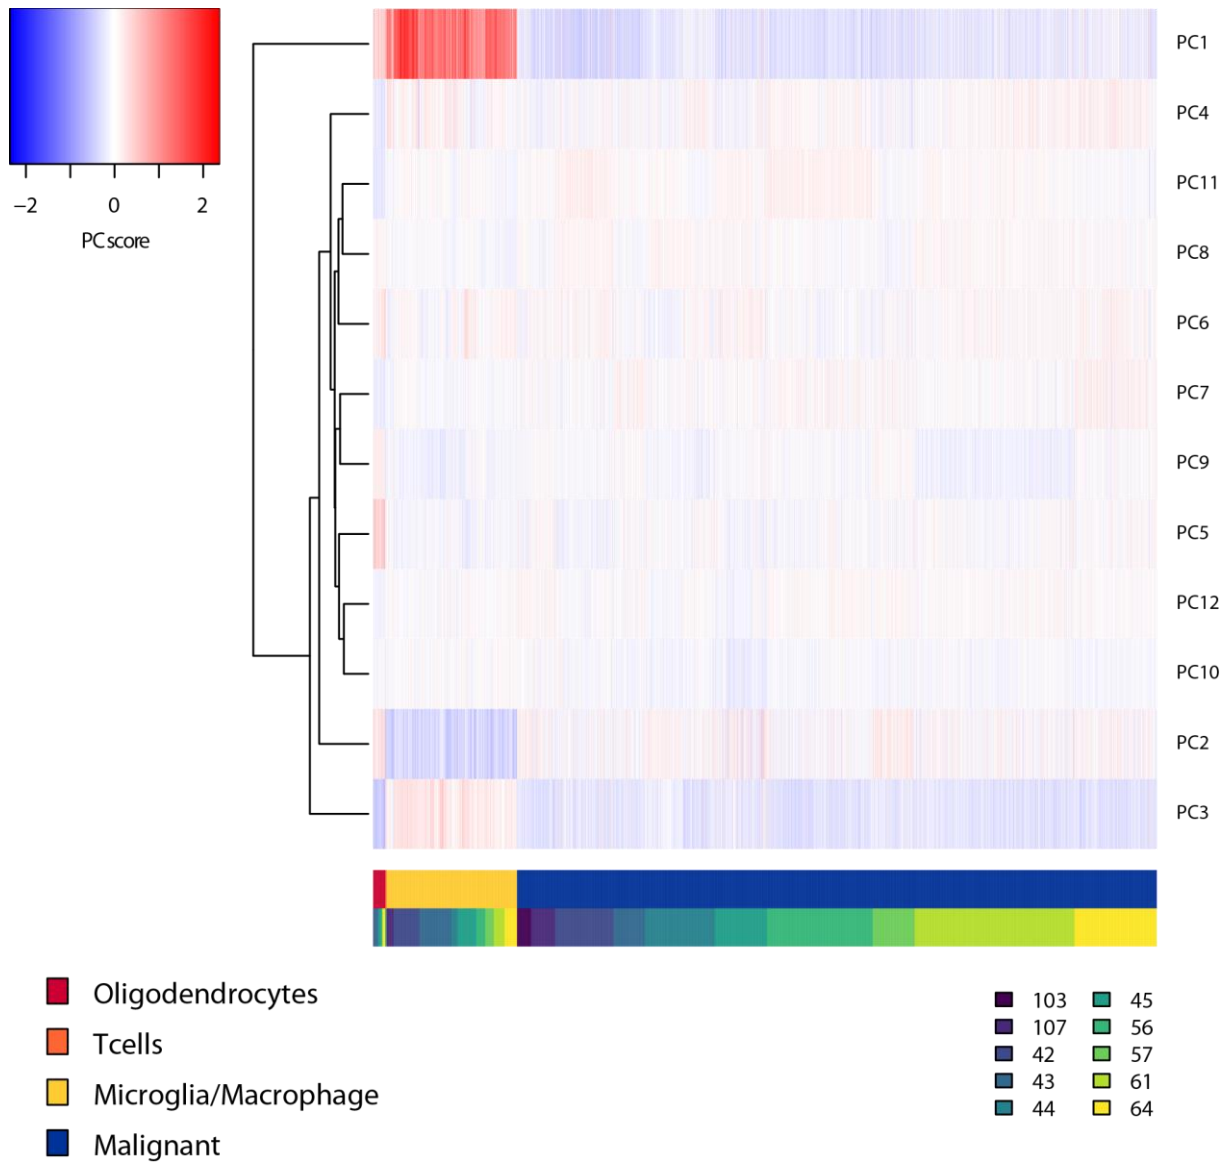 −2 0 2
PC score
PC1
PC4
PC11
PC8
PC6
PC7
PC9
PC5
PC12
PC10
PC2
PC3
Oligodendrocytes
Tcells
Microglia/Macrophage
Malignant
103 45
107 56
42 57
43 61
44 64